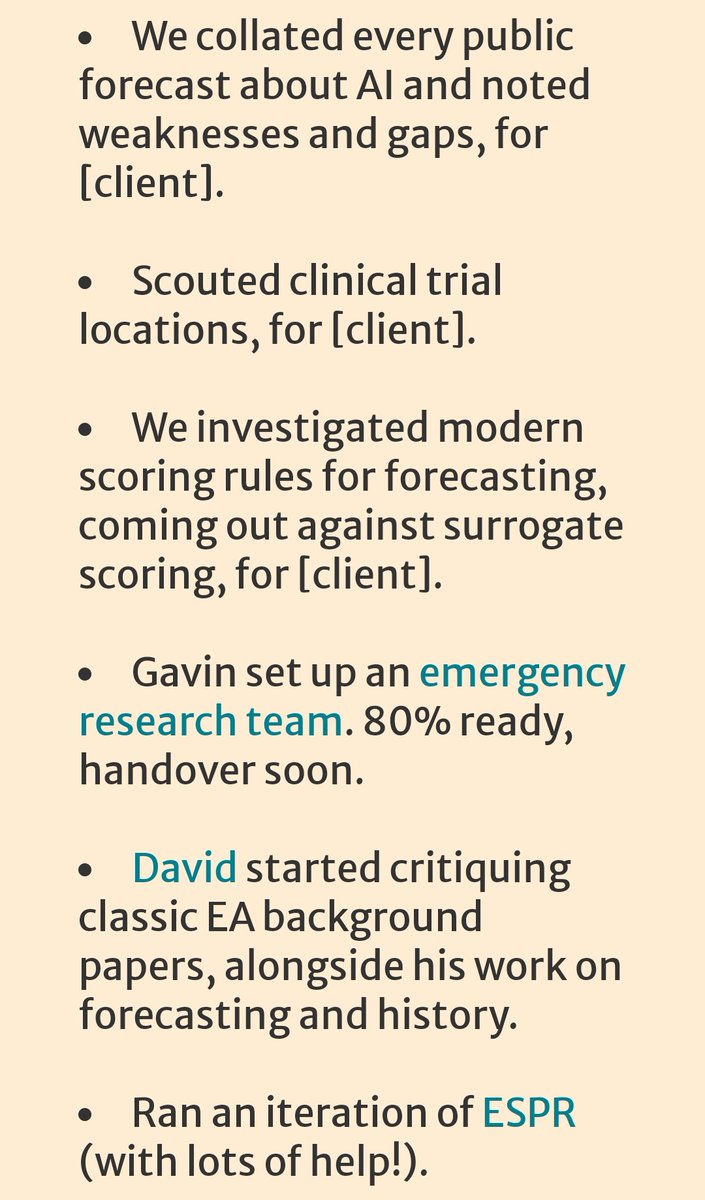 • We collated every public
forecast about AI and noted
weaknesses and gaps, for
[client].
• Scouted clinical trial
locations, for [client].
• We investigated modern
scoring rules for forecasting,
coming out against surrogate
scoring, for [client].
• Gavin set up an emergency
research team. 80% ready,
handover soon.
• David started critiquing
classic EA background
papers, alongside his work on
forecasting and history.
• Ran an iteration of ESPR
(with lots of help!).